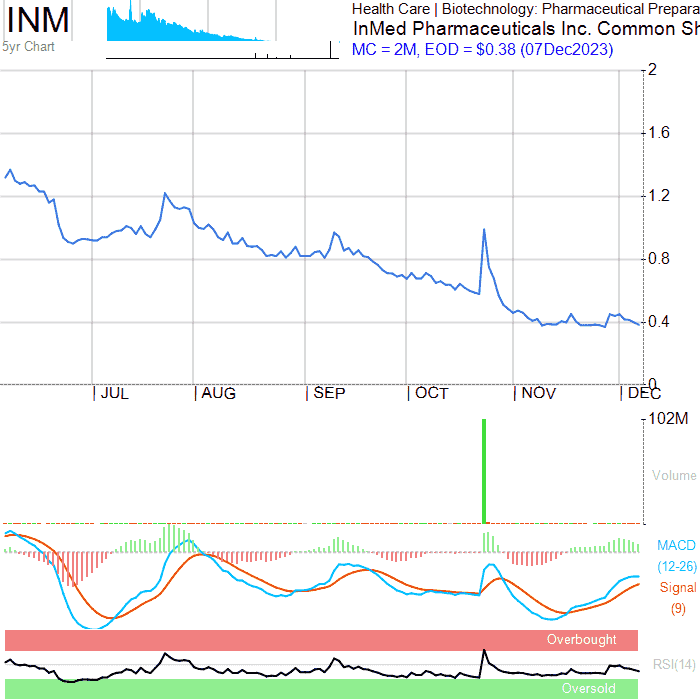 INM
5yr Chart
Health Care | Biotechnology: Pharmaceutical Prepara
InMed Pharmaceuticals Inc. Common Sh
MC = 2M, EOD = $0.38 (07Dec2023)
2
1.6
1.2
0.8
0.4
0
JUL AUG SEP OCT NOV DEC
102M
Volume
MACD
(12-26)
Signal
(9)
Overbought
RSI(14)
Oversold